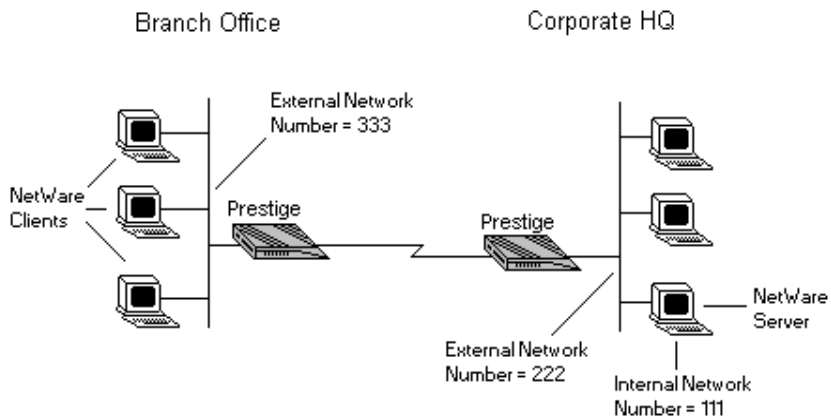 Branch Office
Corporate HQ
External Network
Number = 333
NetWare
Clients
Prestige
Prestige
NetWare
Server
External Network
Number = 222
Internal Network
Number = 111